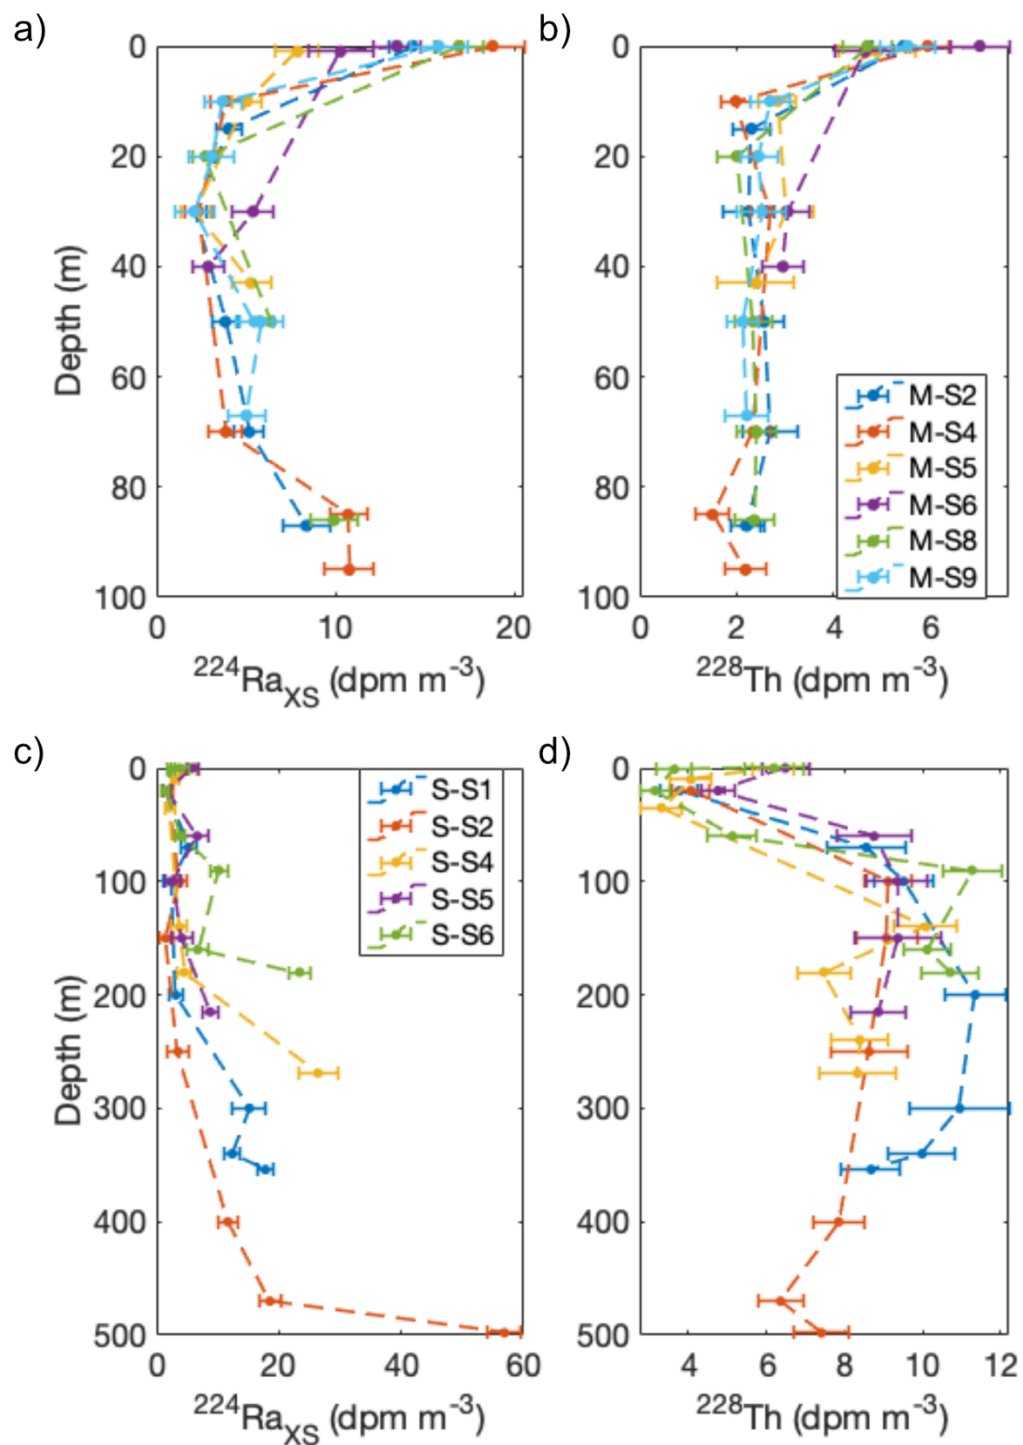 a)
b)
0
20
40
60
80
100
Depth (m)
0
10
20
²²⁴Ra_XS (dpm m⁻³)
0
2
4
6
²²⁸Th (dpm m⁻³)
M-S2
M-S4
M-S5
M-S6
M-S8
M-S9
c)
d)
0
100
200
300
400
500
Depth (m)
0
20
40
60
²²⁴Ra_XS (dpm m⁻³)
S-S1
S-S2
S-S4
S-S5
S-S6
4
6
8
10
12
²²⁸Th (dpm m⁻³)